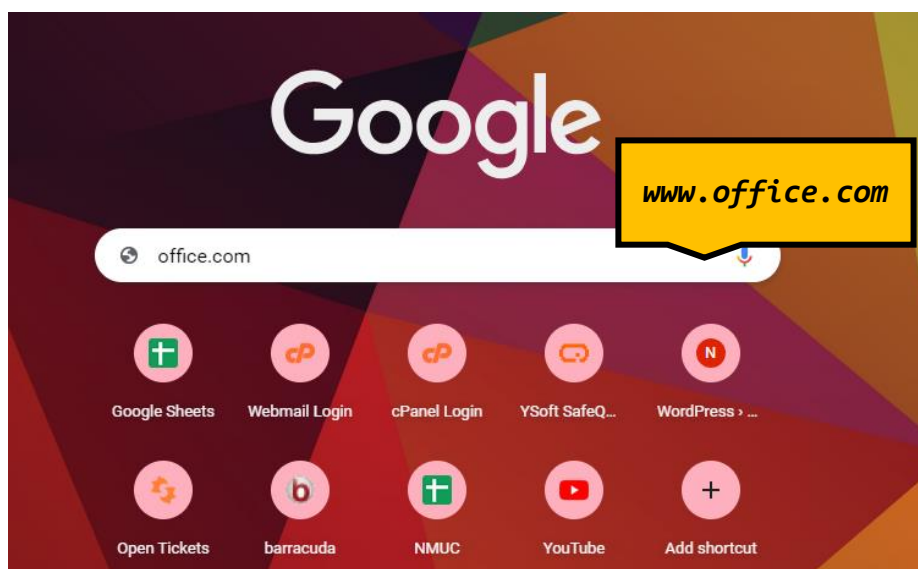 Google
www.office.com
office.com
Google Sheets
Webmail Login
cPanel Login
YSoft SafeQ...
WordPress › ...
N
Open Tickets
barracuda
NMUC
YouTube
Add shortcut